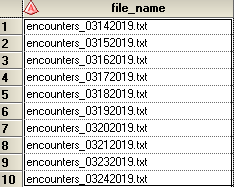 file_name
1 encounters_03142019.txt
2 encounters_03152019.txt
3 encounters_03162019.txt
4 encounters_03172019.txt
5 encounters_03182019.txt
6 encounters_03192019.txt
7 encounters_03202019.txt
8 encounters_03212019.txt
9 encounters_03232019.txt
10 encounters_03242019.txt